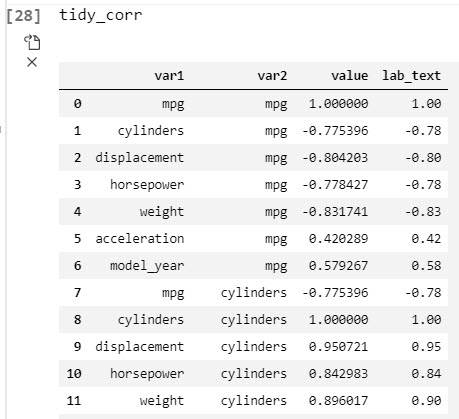 [28] tidy_corr
var1 var2 value lab_text
0 mpg mpg 1.000000 1.00
1 cylinders mpg -0.775396 -0.78
2 displacement mpg -0.804203 -0.80
3 horsepower mpg -0.778427 -0.78
4 weight mpg -0.831741 -0.83
5 acceleration mpg 0.420289 0.42
6 model_year mpg 0.579267 0.58
7 mpg cylinders -0.775396 -0.78
8 cylinders cylinders 1.000000 1.00
9 displacement cylinders 0.950721 0.95
10 horsepower cylinders 0.842983 0.84
11 weight cylinders 0.896017 0.90